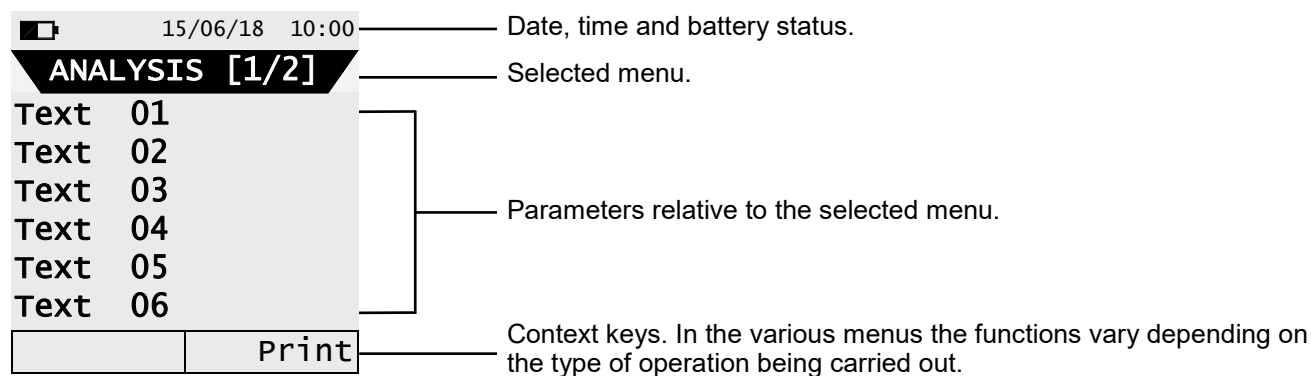 15/06/18 10:00
Date, time and battery status.
ANALYSIS [1/2]
Selected menu.
Text 01
Text 02
Text 03
Text 04
Text 05
Text 06
Parameters relative to the selected menu.
Print
Context keys. In the various menus the functions vary depending on
the type of operation being carried out.